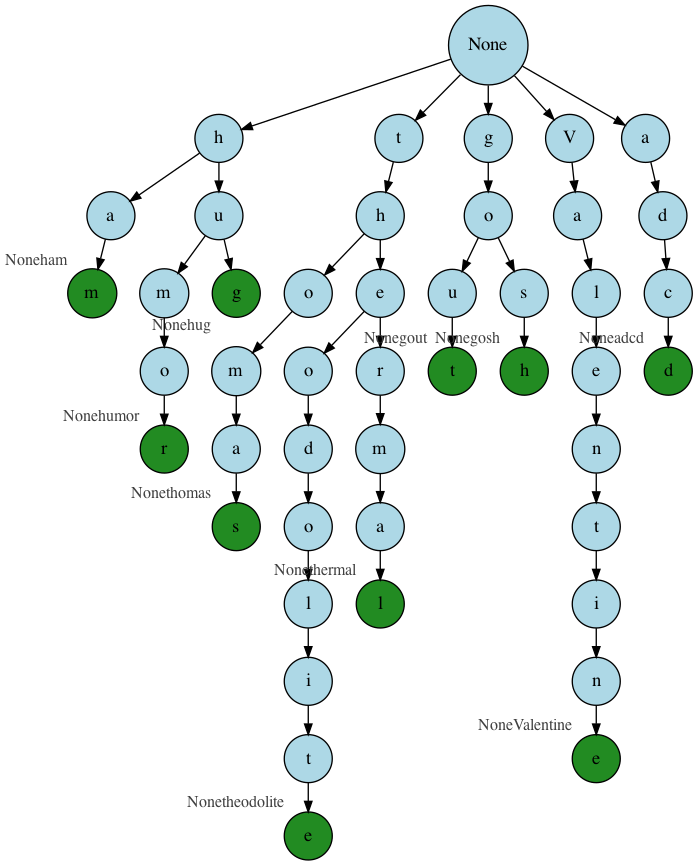 None
h t g V a
a u h o a d
Noneham
m m g o e u s l c
Nonehug
Nonegout Nonegosh Noneadcd
o m o r t h e d
Nonehumor
r a d m n
Nonethomas
s o a t
Nonethermal
l l i
i n
NoneValentine
t e
Nonetheodolite
e